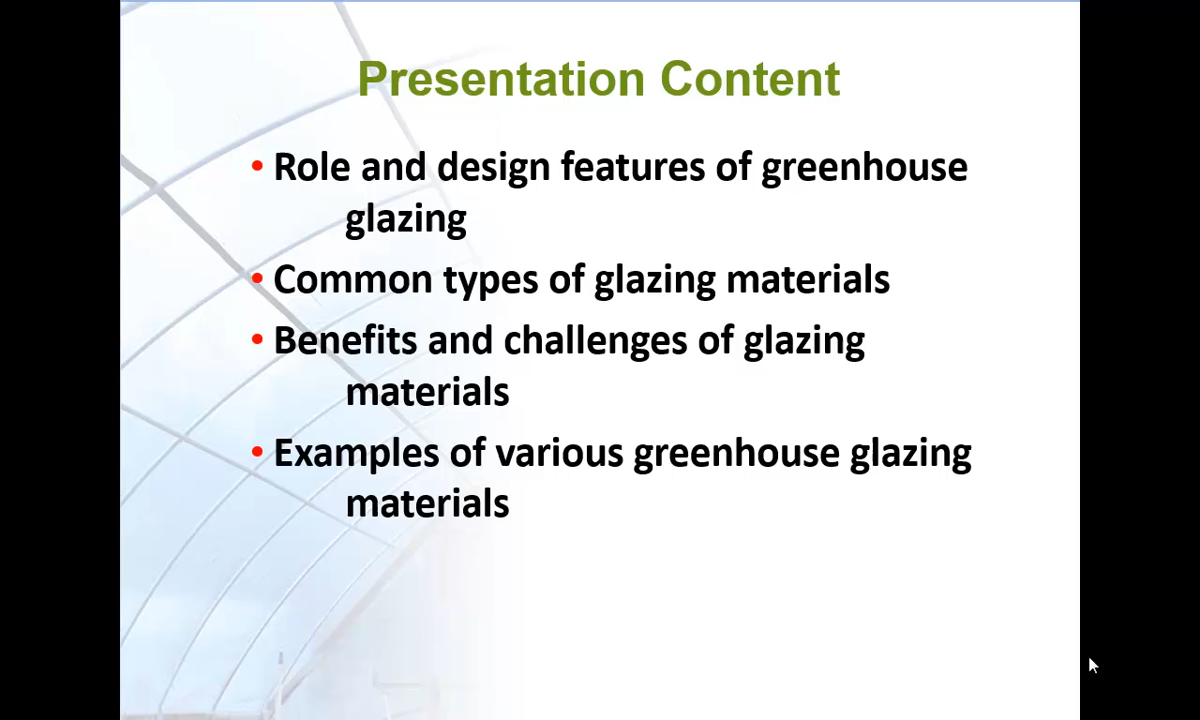 Presentation Content
• Role and design features of greenhouse
glazing
• Common types of glazing materials
• Benefits and challenges of glazing
materials
• Examples of various greenhouse glazing
materials